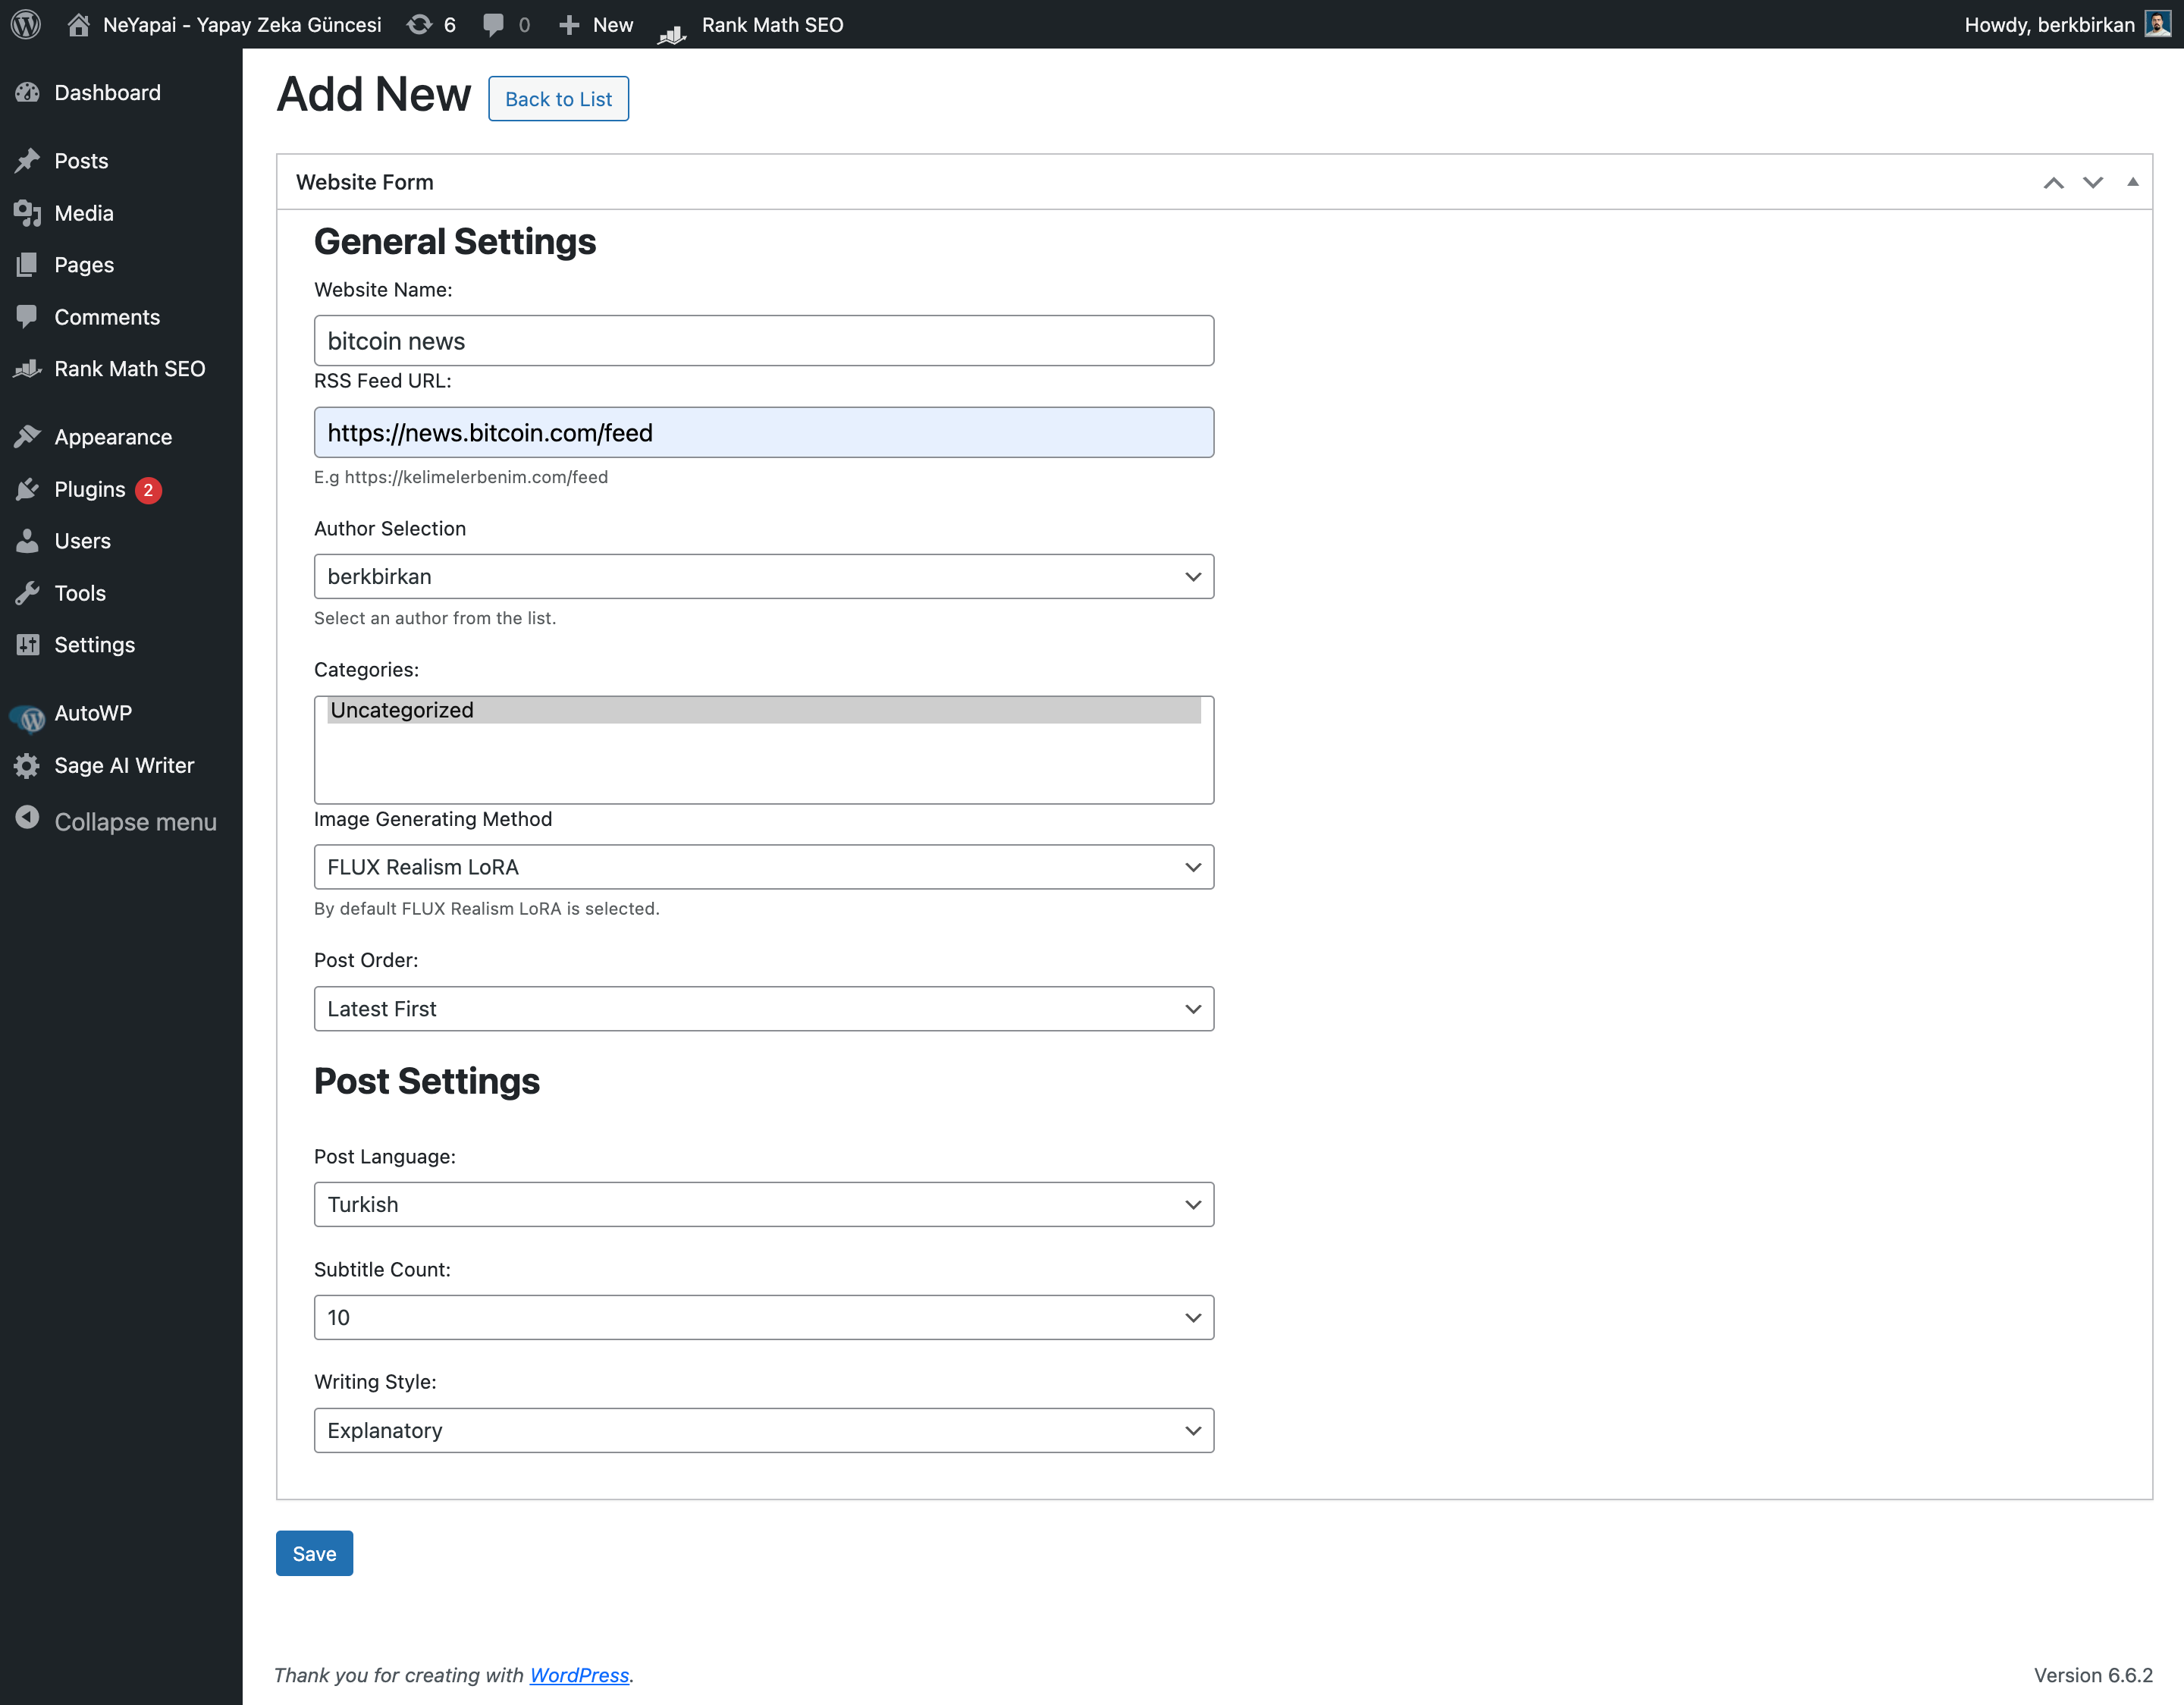 NeYapai - Yapay Zeka Güncesi 6 0 New Rank Math SEO Howdy, berkbirkan
Dashboard
Posts
Media
Pages
Comments
Rank Math SEO
Appearance
Plugins 2
Users
Tools
Settings
AutoWP
Sage AI Writer
Collapse menu
Add New Back to List
Website Form
General Settings
Website Name:
bitcoin news
RSS Feed URL:
https://news.bitcoin.com/feed
E.g https://kelimelerbenim.com/feed
Author Selection
berkbirkan
Select an author from the list.
Categories:
Uncategorized
Image Generating Method
FLUX Realism LoRA
By default FLUX Realism LoRA is selected.
Post Order:
Latest First
Post Settings
Post Language:
Turkish
Subtitle Count:
10
Writing Style:
Explanatory
Save
Thank you for creating with WordPress. Version 6.6.2